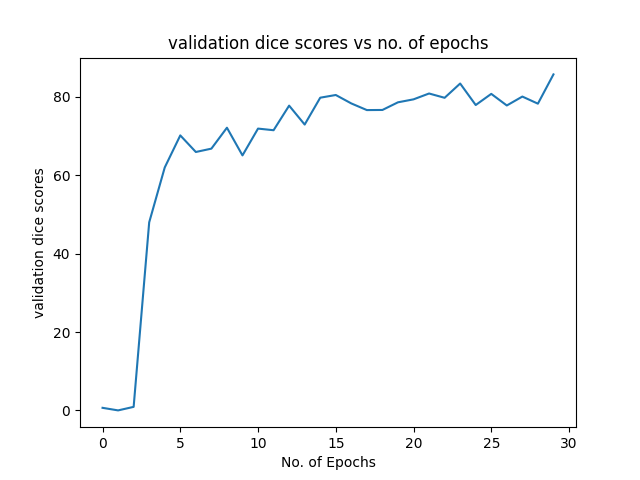 validation dice scores vs no. of epochs
80
60
40
20
0
validation dice scores
0 5 10 15 20 25 30
No. of Epochs